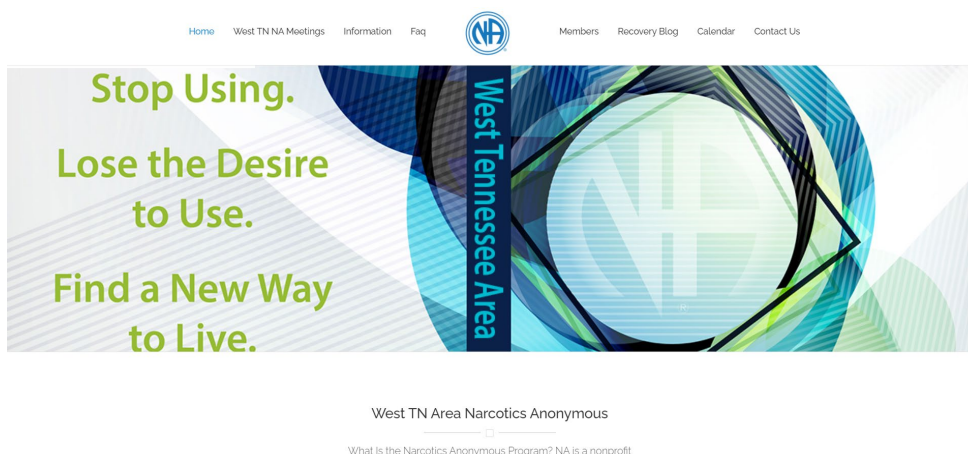 Home West TN NA Meetings Information Faq NA Members Recovery Blog Calendar Contact Us
Stop Using.
Lose the Desire
to Use.
Find a New Way
to Live.
West Tennessee Area
NA
R
West TN Area Narcotics Anonymous
What Is the Narcotics Anonymous Program? NA is a nonprofit